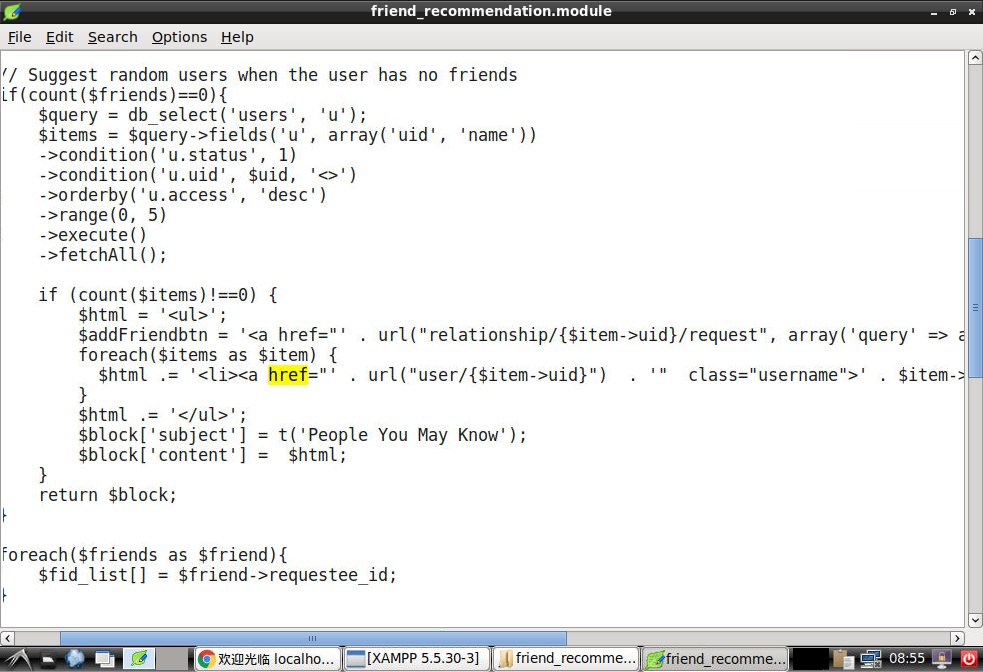 friend_recommendation.module
File Edit Search Options Help
// Suggest random users when the user has no friends
if(count($friends)==0){
    $query = db_select('users', 'u');
    $items = $query->fields('u', array('uid', 'name'))
    ->condition('u.status', 1)
    ->condition('u.uid', $uid, '<>')
    ->orderby('u.access', 'desc')
    ->range(0, 5)
    ->execute()
    ->fetchAll();
    if (count($items)!==0) {
        $html = '<ul>';
        $addFriendbtn = '<a href="' . url("relationship/{$item->uid}/request", array('query' => a
        foreach($items as $item) {
          $html .= '<li><a href="' . url("user/{$item->uid}")  . '"  class="username">' . $item->
        }
        $html .= '</ul>';
        $block['subject'] = t('People You May Know');
        $block['content'] =  $html;
    }
    return $block;
}
foreach($friends as $friend){
    $fid_list[] = $friend->requestee_id;
}
欢迎光临 localho... [XAMPP 5.5.30-3] friend_recomme... friend_recomme... 08:55